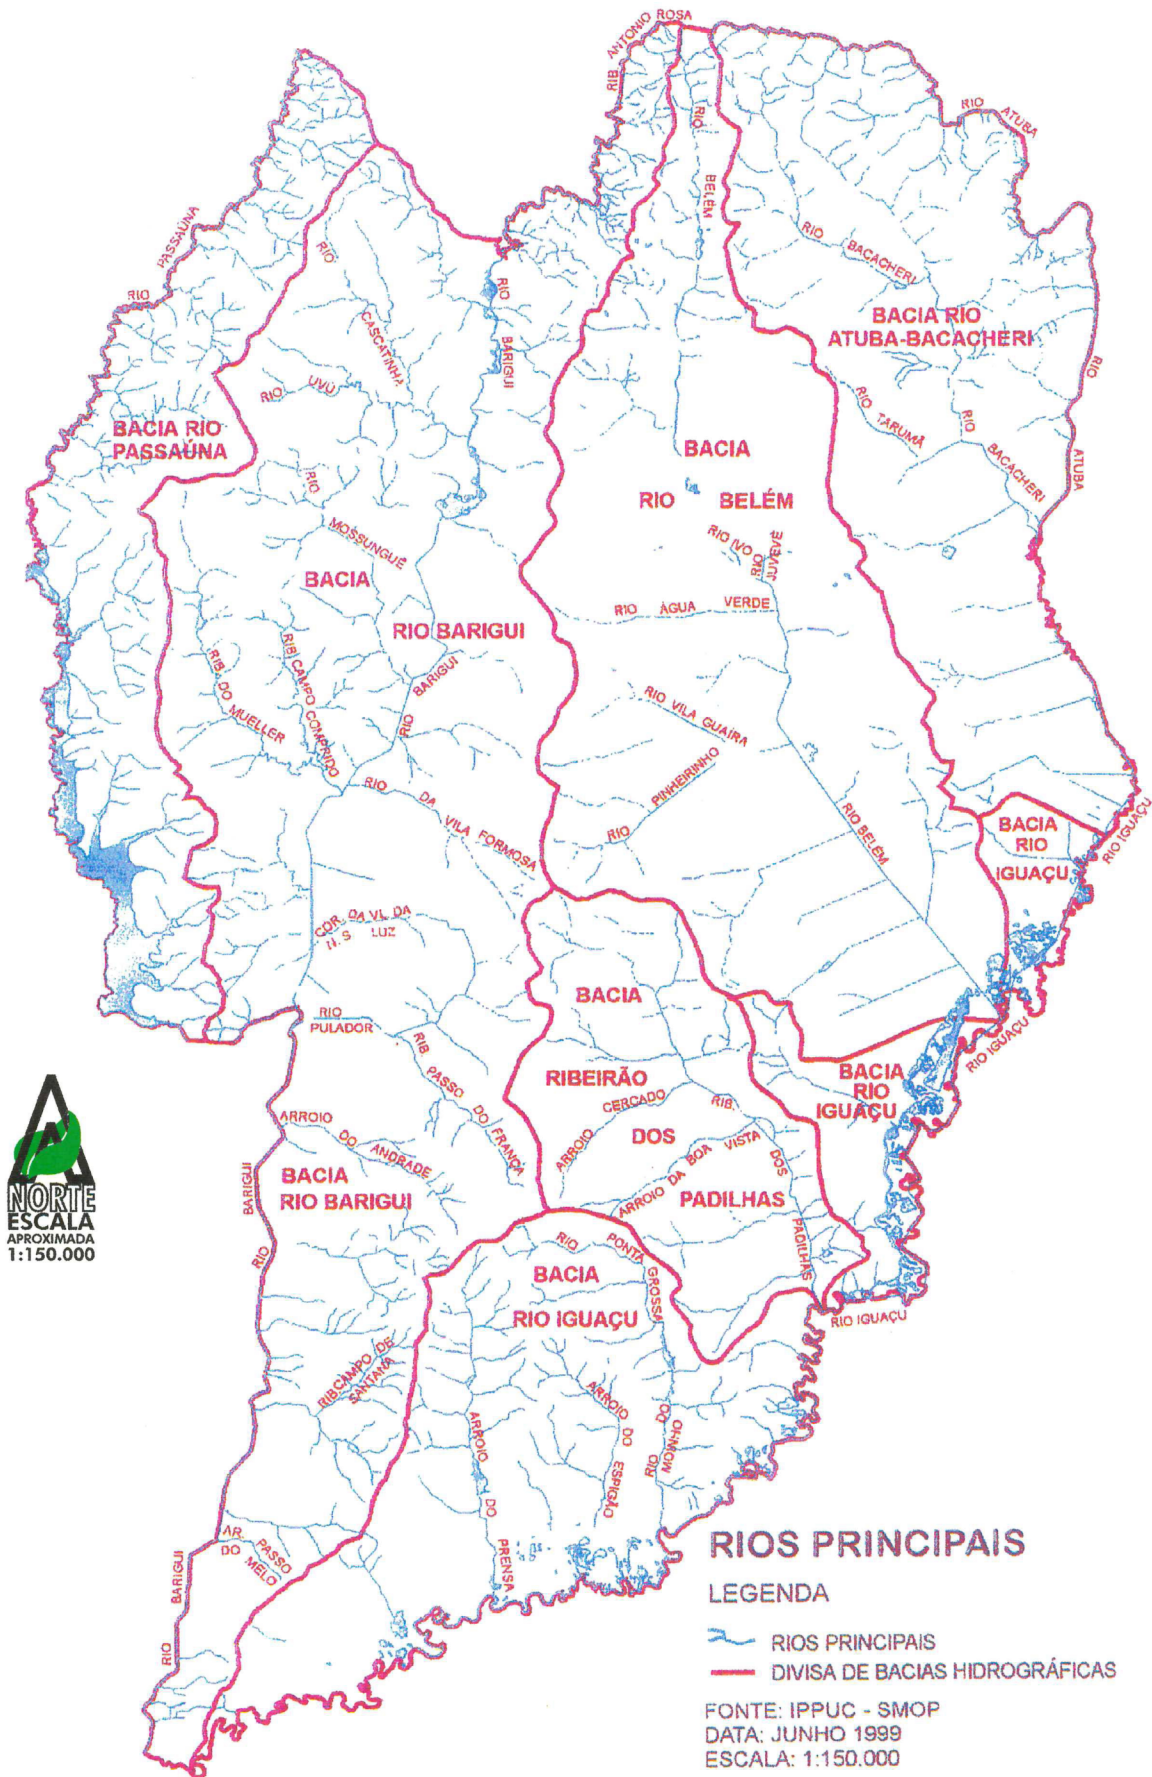 RIB ANTONIO ROSA
RIO ATUBA
RIO BELÉM
RIO PASSAÚNA
RIO BACACHERI
RIO CASCATINHA
RIO BARIGUI
BACIA RIO
ATUBA-BACACHERI
RIO UVÚ
RIO TARUMÃ
RIO BACACHERI
RIO ATUBA
BACIA RIO
PASSAÚNA
BACIA
RIO BELÉM
RIO MOSSUNGUÊ
RIO IVO
RIO JUVEVÊ
BACIA
RIO BARIGUI
RIO ÁGUA VERDE
RIB. DO MUELLER
RIB CAMPO COMPRIDO
RIO BARIGUI
RIO VILA GUAIRA
RIO PINHEIRINHO
RIO DA VILA FORMOSA
RIO BELÉM
BACIA
RIO
IGUAÇU
RIO IGUAÇU
COR. DA VL. DA
N. S LUZ
BACIA
RIBEIRÃO
DOS
PADILHAS
RIO
PULADOR
RIB. PASSO DO FRANÇA
RIO IGUAÇU
BACIA
RIO
IGUAÇU
ARROIO CERCADO
RIB. DOS PADILHAS
ARROIO DA BOA VISTA
ARROIO DO ANDRADE
BACIA
RIO BARIGUI
RIO BARIGUI
NORTE
ESCALA
APROXIMADA
1:150.000
RIO PONTA GROSSA
BACIA
RIO IGUAÇU
RIO IGUAÇU
RIB.CAMPO DE
SANTANA
ARROIO DO PRENSA
ARROIO DO ESPIGÃO
RIO DO
MOINHO
AR. PASSO
DO MELO
RIO BARIGUI
RIOS PRINCIPAIS
LEGENDA
RIOS PRINCIPAIS
DIVISA DE BACIAS HIDROGRÁFICAS
FONTE: IPPUC - SMOP
DATA: JUNHO 1999
ESCALA: 1:150.000